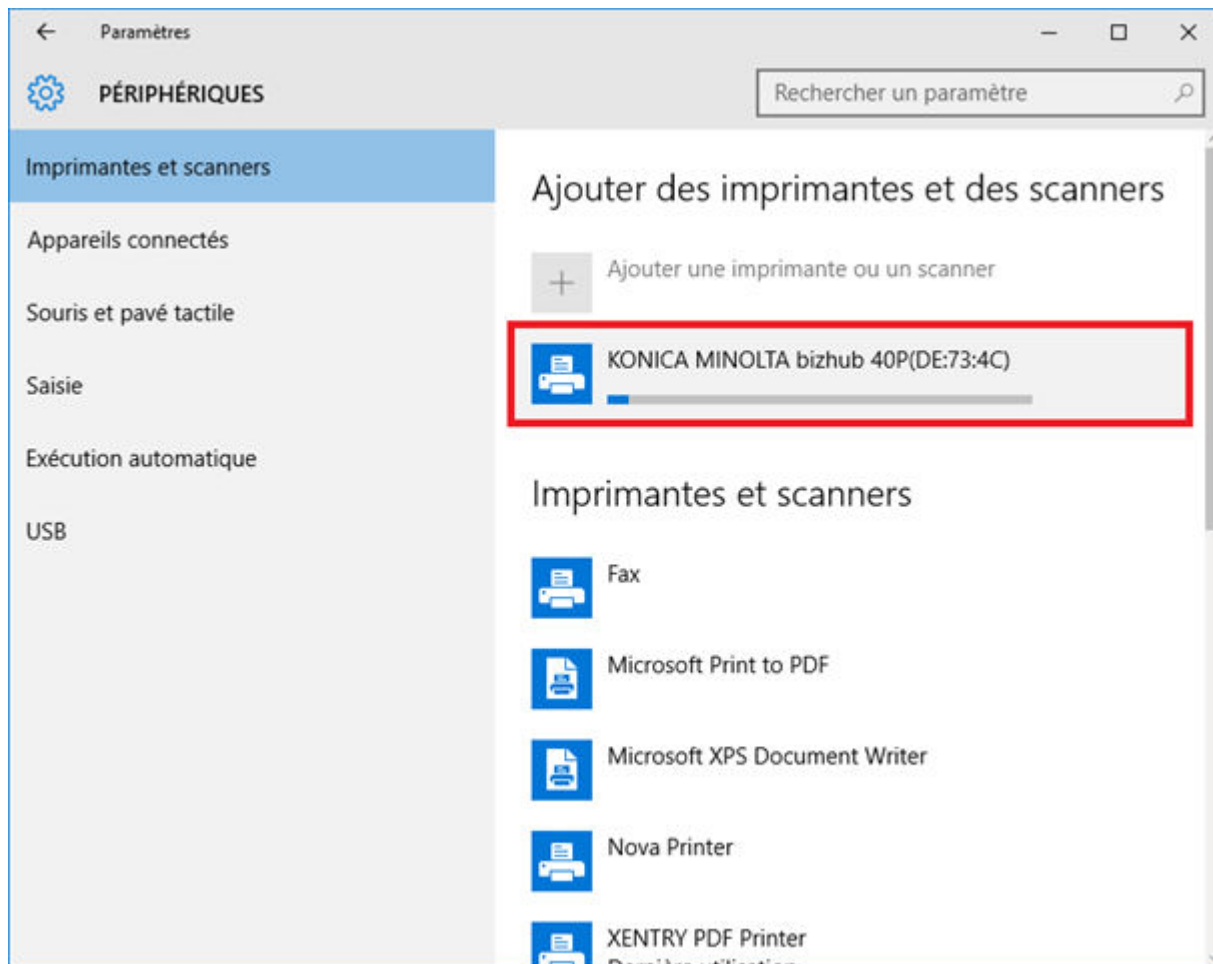 Paramètres
PÉRIPHÉRIQUES
Rechercher un paramètre
Imprimantes et scanners
Appareils connectés
Souris et pavé tactile
Saisie
Exécution automatique
USB
Ajouter des imprimantes et des scanners
Ajouter une imprimante ou un scanner
KONICA MINOLTA bizhub 40P(DE:73:4C)
Imprimantes et scanners
Fax
Microsoft Print to PDF
Microsoft XPS Document Writer
Nova Printer
XENTRY PDF Printer
Dernière utilisation